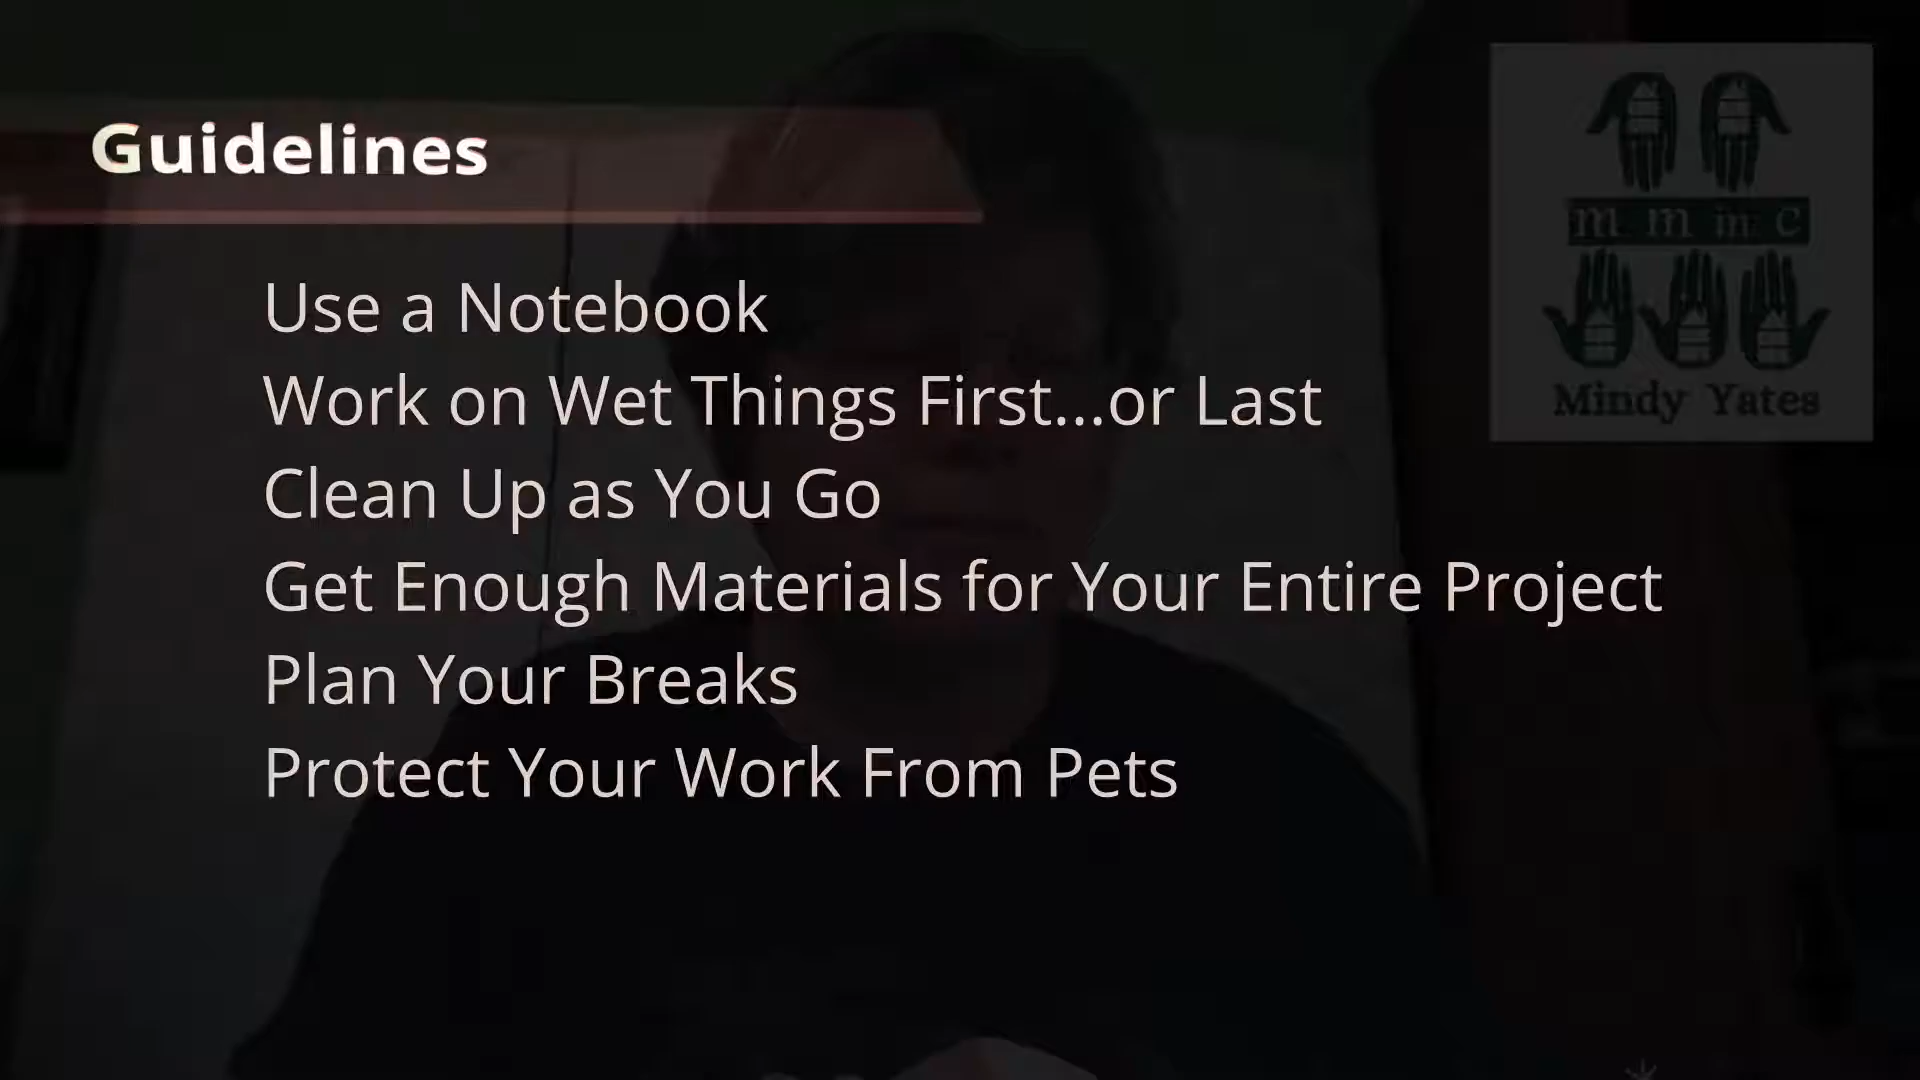 Guidelines
m m m c
Mindy Yates
Use a Notebook
Work on Wet Things First...or Last
Clean Up as You Go
Get Enough Materials for Your Entire Project
Plan Your Breaks
Protect Your Work From Pets